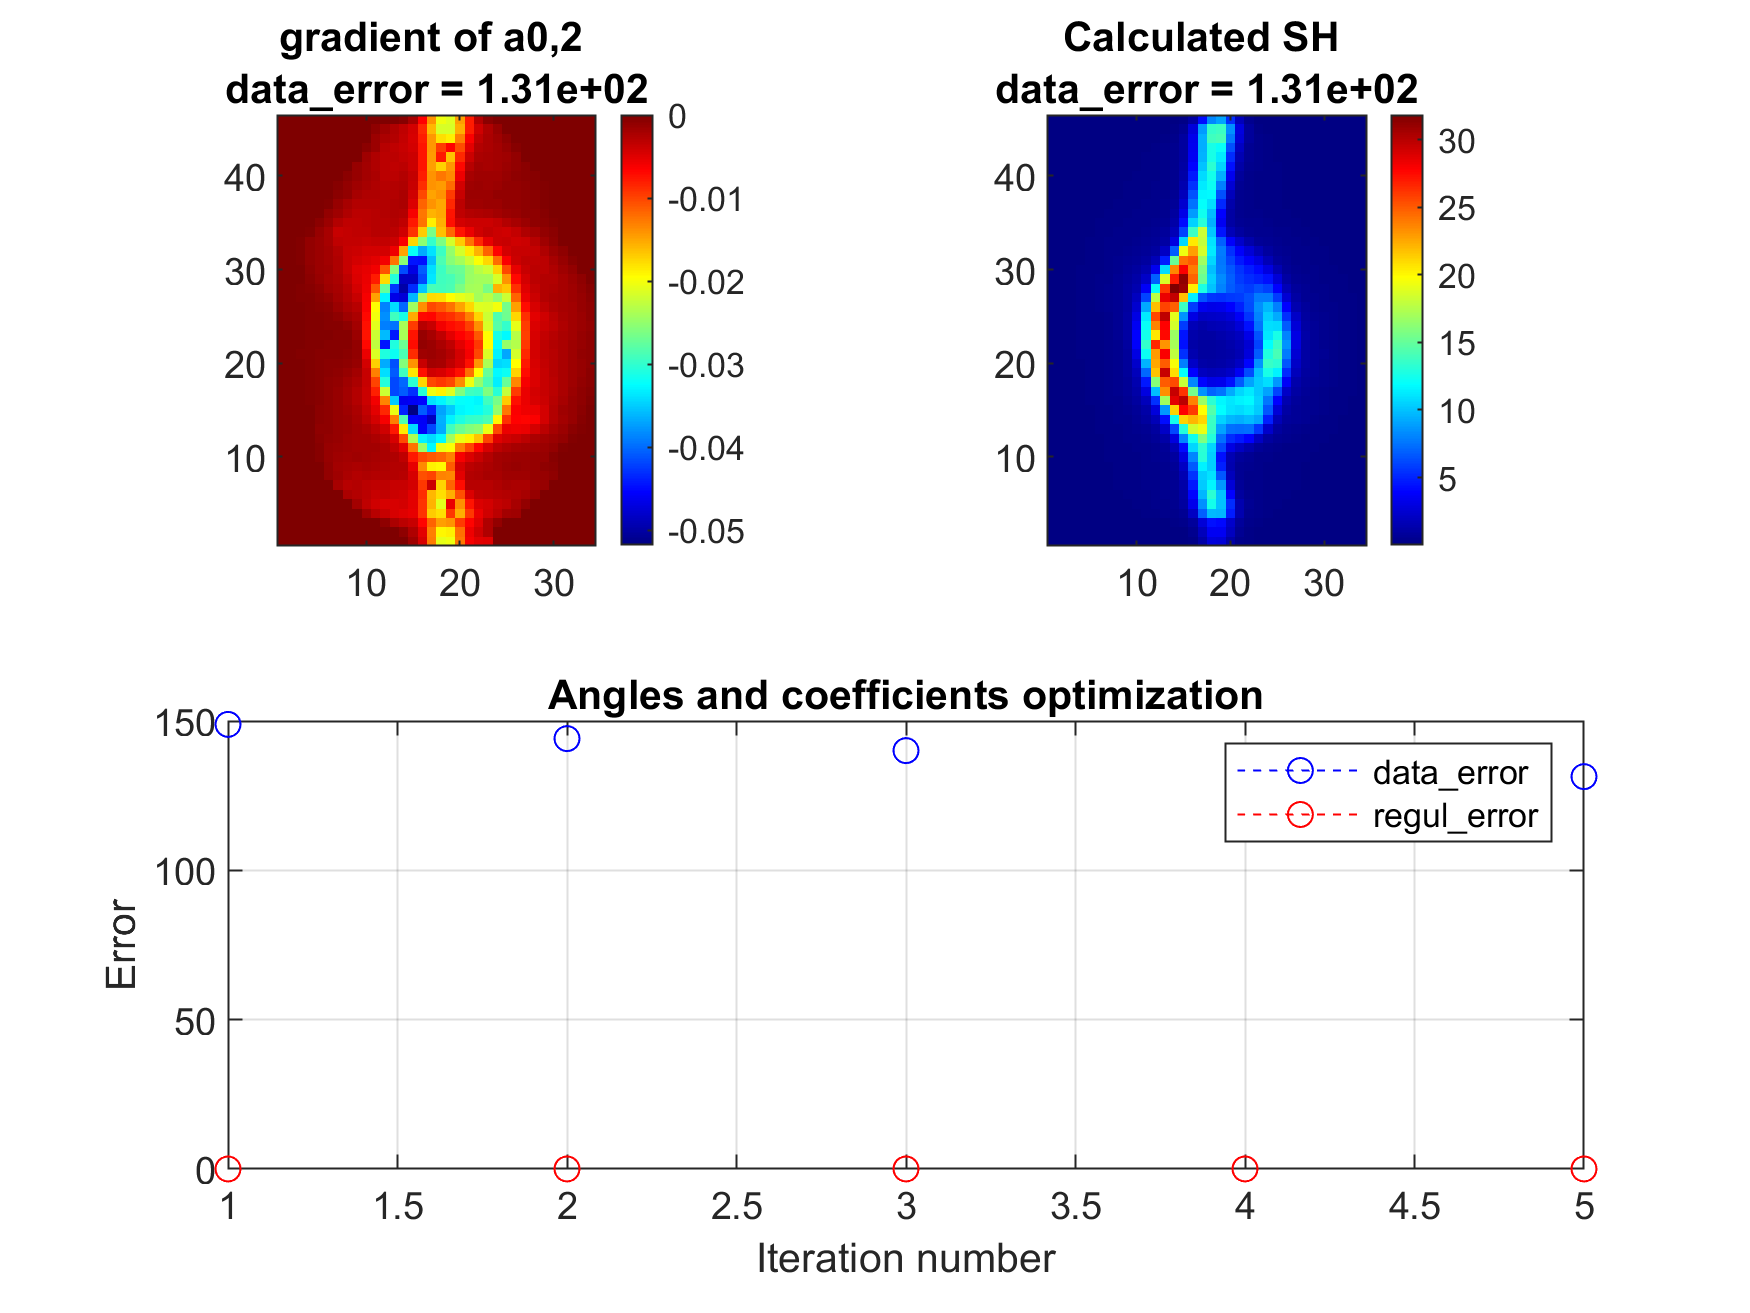 gradient of a0,2
data_error = 1.31e+02
0
-0.01
-0.02
-0.03
-0.04
-0.05
40
30
20
10
10 20 30
Calculated SH
data_error = 1.31e+02
30
25
20
15
10
5
40
30
20
10
10 20 30
Angles and coefficients optimization
150
100
50
0
Error
data_error
regul_error
1 1.5 2 2.5 3 3.5 4 4.5 5
Iteration number